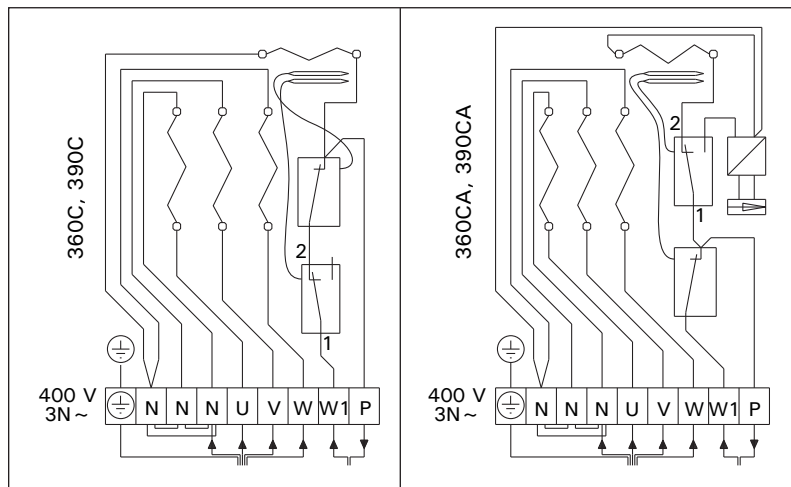 360C, 390C
2
1
400 V
3N~
N N N U V W W1 P
360CA, 390CA
2
1
400 V
3N~
N N N U V W W1 P